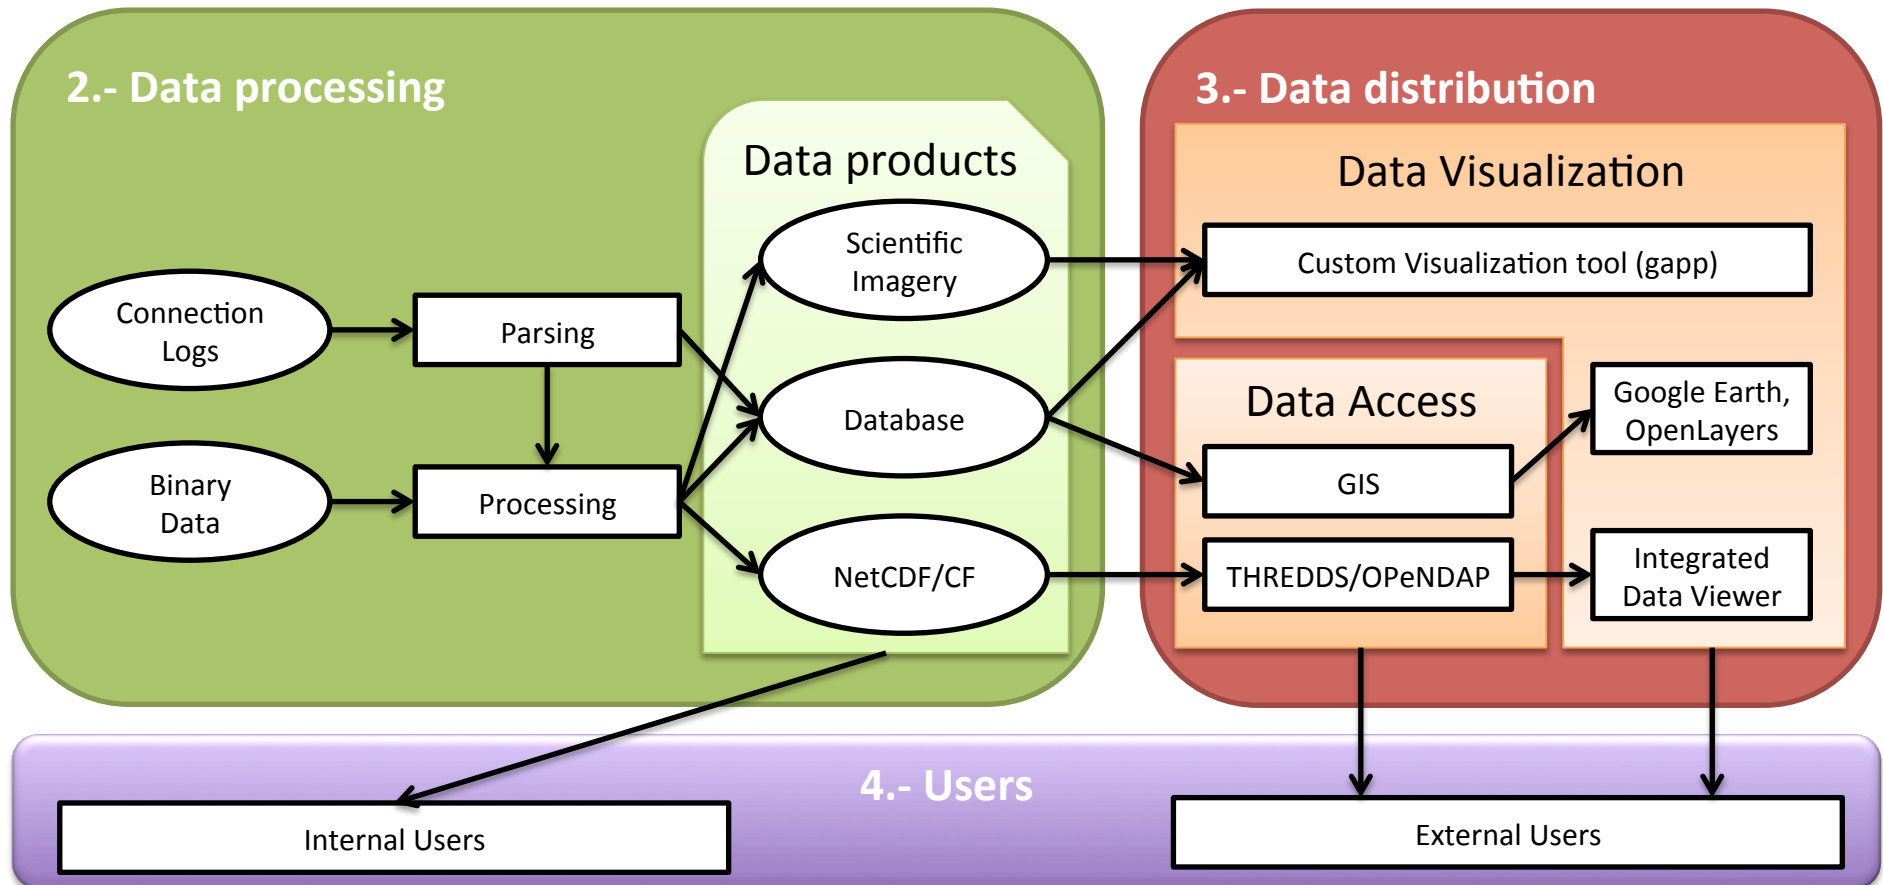 2.- Data processing
Data products
Connection
Logs
Parsing
Binary
Data
Processing
Scientific
Imagery
Database
NetCDF/CF
3.- Data distribution
Data Visualization
Custom Visualization tool (gapp)
Data Access
GIS
THREDDS/OPeNDAP
Google Earth,
OpenLayers
Integrated
Data Viewer
4.- Users
Internal Users
External Users